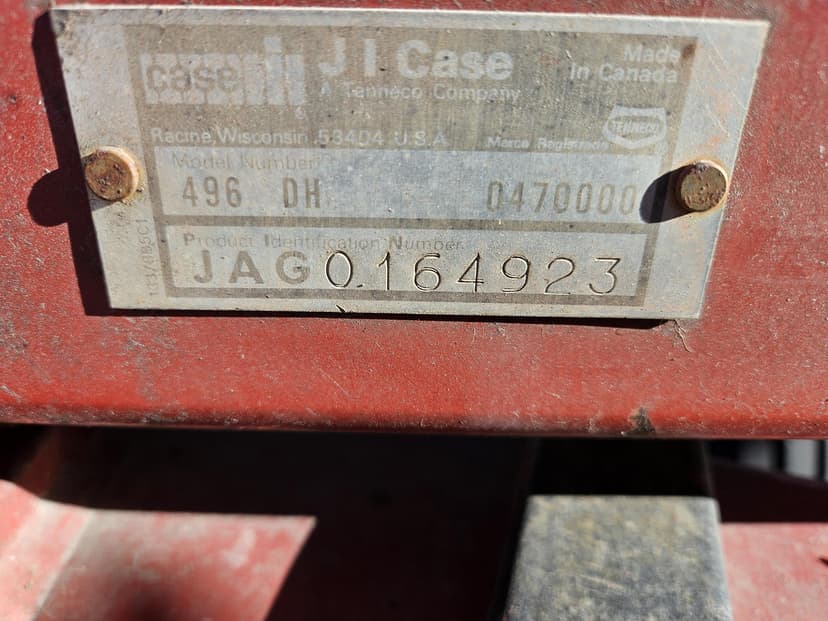 case IH J I Case
A Tenneco Company
Made
in Canada
Racine, Wisconsin 53404 U.S.A.
Marca Registrada
TENNECO
Model Number
496 DH 0470000
Product Identification Number
JAG0164923